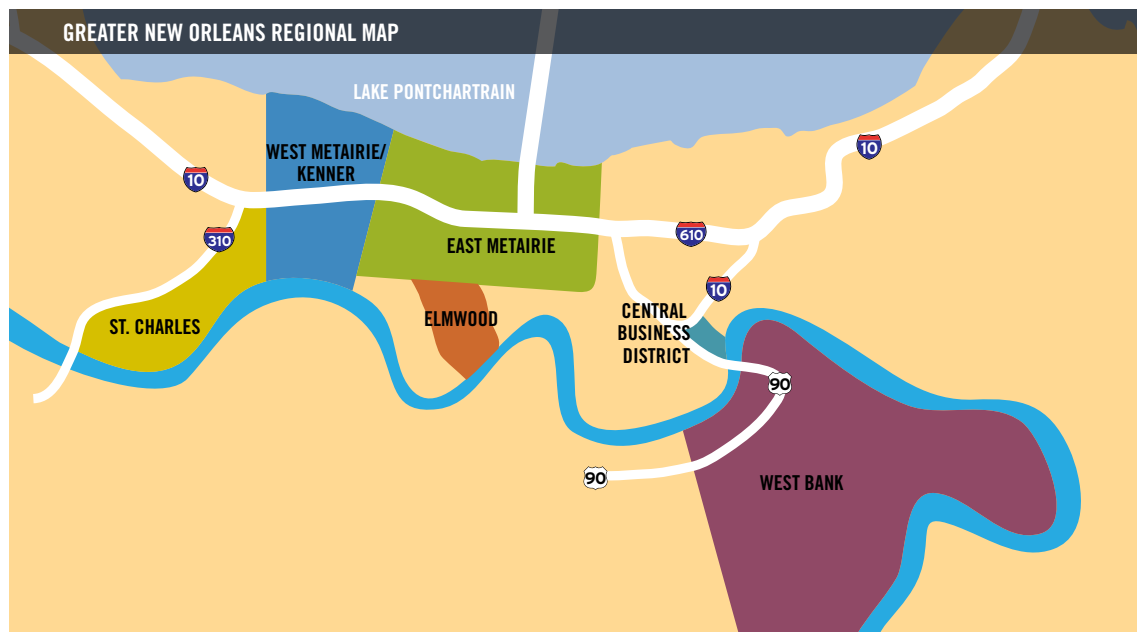 GREATER NEW ORLEANS REGIONAL MAP
LAKE PONTCHARTRAIN
WEST METAIRIE/
KENNER
10
10
310
610
EAST METAIRIE
10
CENTRAL
BUSINESS
DISTRICT
ELMWOOD
ST. CHARLES
90
90
WEST BANK